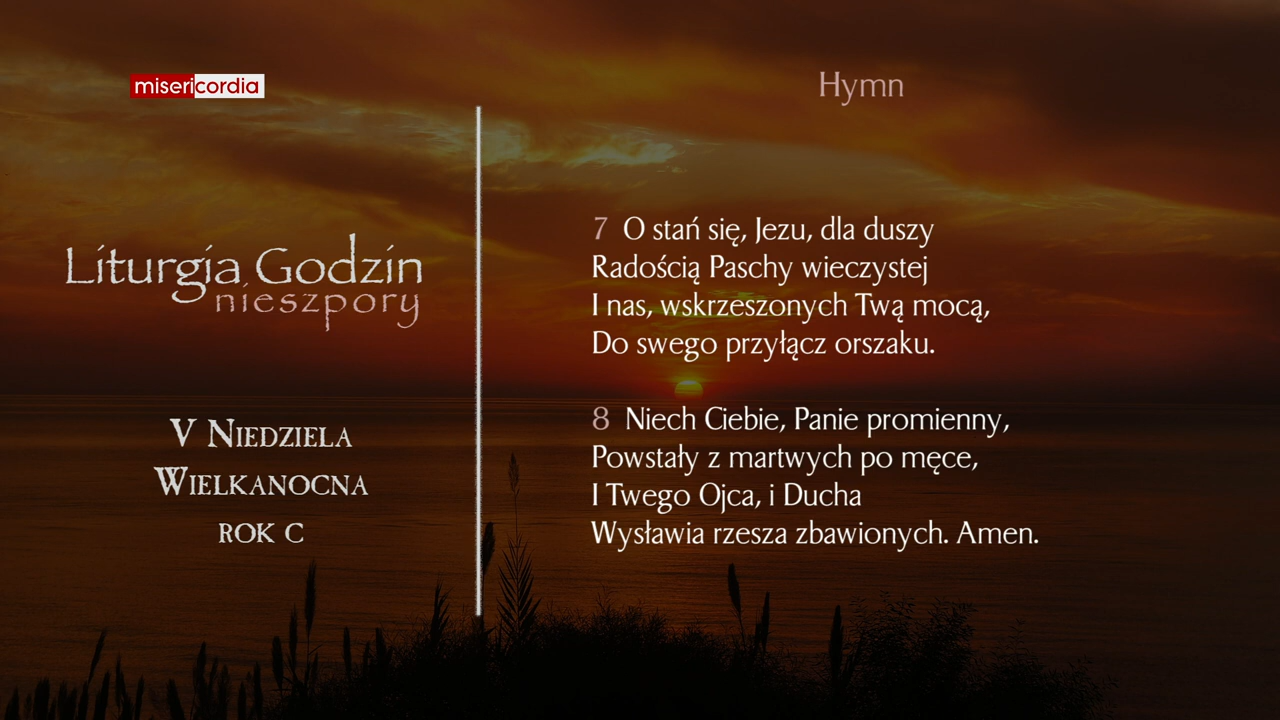 misericordia
Liturgia Godzin
nieszpory
V Niedziela
Wielkanocna
rok C
Hymn
7 O stań się, Jezu, dla duszy
Radością Paschy wieczystej
I nas, wskrzeszonych Twą mocą,
Do swego przyłącz orszaku.
8 Niech Ciebie, Panie promienny,
Powstały z martwych po męce,
I Twego Ojca, i Ducha
Wysławia rzesza zbawionych. Amen.